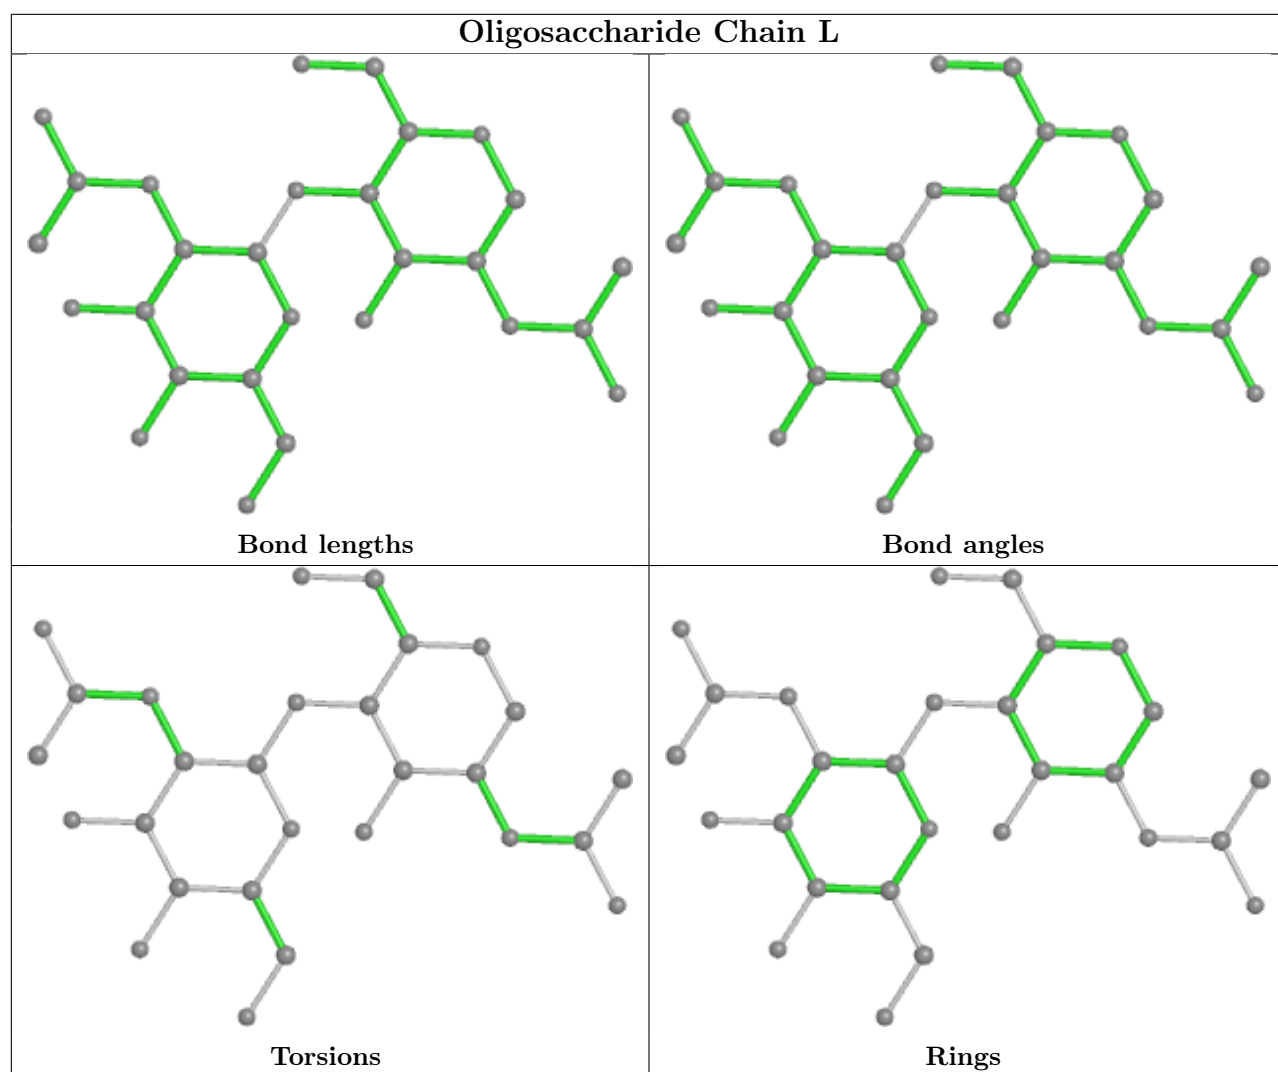 Oligosaccharide Chain L
Bond lengths
Bond angles
Torsions
Rings